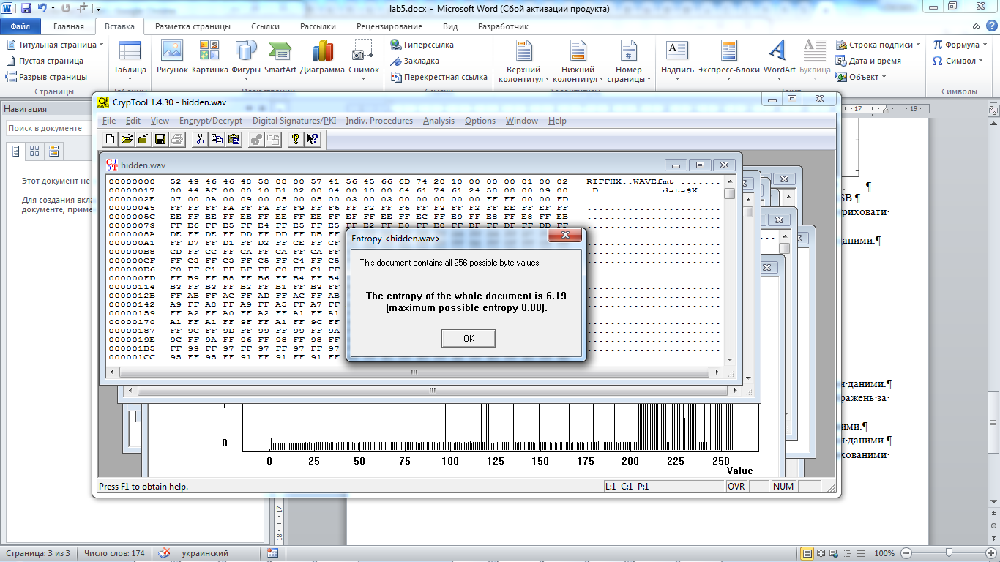 lab5.docx - Microsoft Word (Сбой активации продукта)
Файл Главная Вставка Разметка страницы Ссылки Рассылки Рецензирование Вид Разработчик
Титульная страница
Пустая страница
Разрыв страницы
Страницы
Таблица
Рисунок Картинка Фигуры SmartArt Диаграмма Снимок
Гиперссылка
Закладка
Перекрестная ссылка
Верхний колонтитул
Нижний колонтитул
Номер страницы
Надпись Экспресс-блоки WordArt Буквица
Строка подписи
Дата и время
Объект
Формула
Символ
Символы
Навигация
Поиск в документе
Этот документ не
Для создания вкла
документе, приме
CrypTool 1.4.30 - hidden.wav
File Edit View Encrypt/Decrypt Digital Signatures/PKI Indiv. Procedures Analysis Options Window Help
hidden.wav
00000000 52 49 46 46 48 58 08 00 57 41 56 45 66 6D 74 20 10 00 00 00 01 00 02 RIFFHX..WAVEfmt .......
00000017 00 44 AC 00 00 10 B1 02 00 04 00 10 00 64 61 74 61 24 58 08 00 09 00 .D...........data$X....
0000002E 07 00 0A 00 09 00 05 00 05 00 03 00 03 00 00 00 00 FF FF 00 00 FD .......................
00000045 FF FF FF FA FF FA FF F9 FF F6 FF F2 FF F6 FF F3 FF F2 FF EE FF EF FF .......................
0000005C EE FF EE FF EE FF EE FF EE FF EF FF EE FF EC FF E9 FF E8 FF E8 FF EB .......................
00000073 FF E6 FF E5 FF E4 FF E5 FF E5 FF E2 FF E0 FF E0 FF DF FF DF FF DD FF
0000008A DE FF DE FF DD FF DD FF DB FF
000000A1 FF D7 FF D1 FF D2 FF CE FF CF
000000B8 CD FF CC FF CA FF CA FF CA FF
000000CF FF C3 FF C3 FF C5 FF C4 FF C5
000000E6 C0 FF C1 FF BF FF C0 FF C1 FF
000000FD FF B9 FF B8 FF B6 FF B4 FF B4
00000114 B3 FF B3 FF B2 FF B1 FF B3 FF
0000012B FF AB FF AC FF AD FF AC FF AB
00000142 A9 FF A8 FF A9 FF A5 FF A7 FF
00000159 FF A2 FF A0 FF A2 FF A1 FF A1
00000170 A1 FF A1 FF 9F FF A1 FF 9C FF
00000187 FF 9C FF 9D FF 99 FF 99 FF 9A
0000019E 9C FF 9A FF 96 FF 98 FF 98 FF
000001B5 FF 99 FF 97 FF 97 FF 97 FF 97
000001CC 95 FF 95 FF 91 FF 91 FF 91 FF
Entropy <hidden.wav>
This document contains all 256 possible byte values.
The entropy of the whole document is 6.19
(maximum possible entropy 8.00).
OK
0
0 25 50 75 100 125 150 175 200 225 250
Value
Press F1 to obtain help.
L:1 C:1 P:1
OVR
NUM
17 19
SB.¶
риховати·
даними.¶
и·даними.¶
ражень·за·
ими.¶
и·даними.¶
хованими·
17
18
Страница: 3 из 3
Число слов: 174
украинский
100%